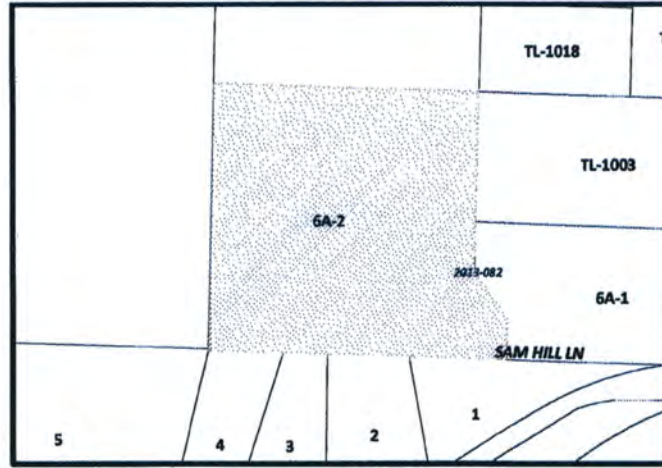 TL-1018
T
TL-1003
6A-2
2013-082
6A-1
SAM HILL LN
1
2
3
4
5